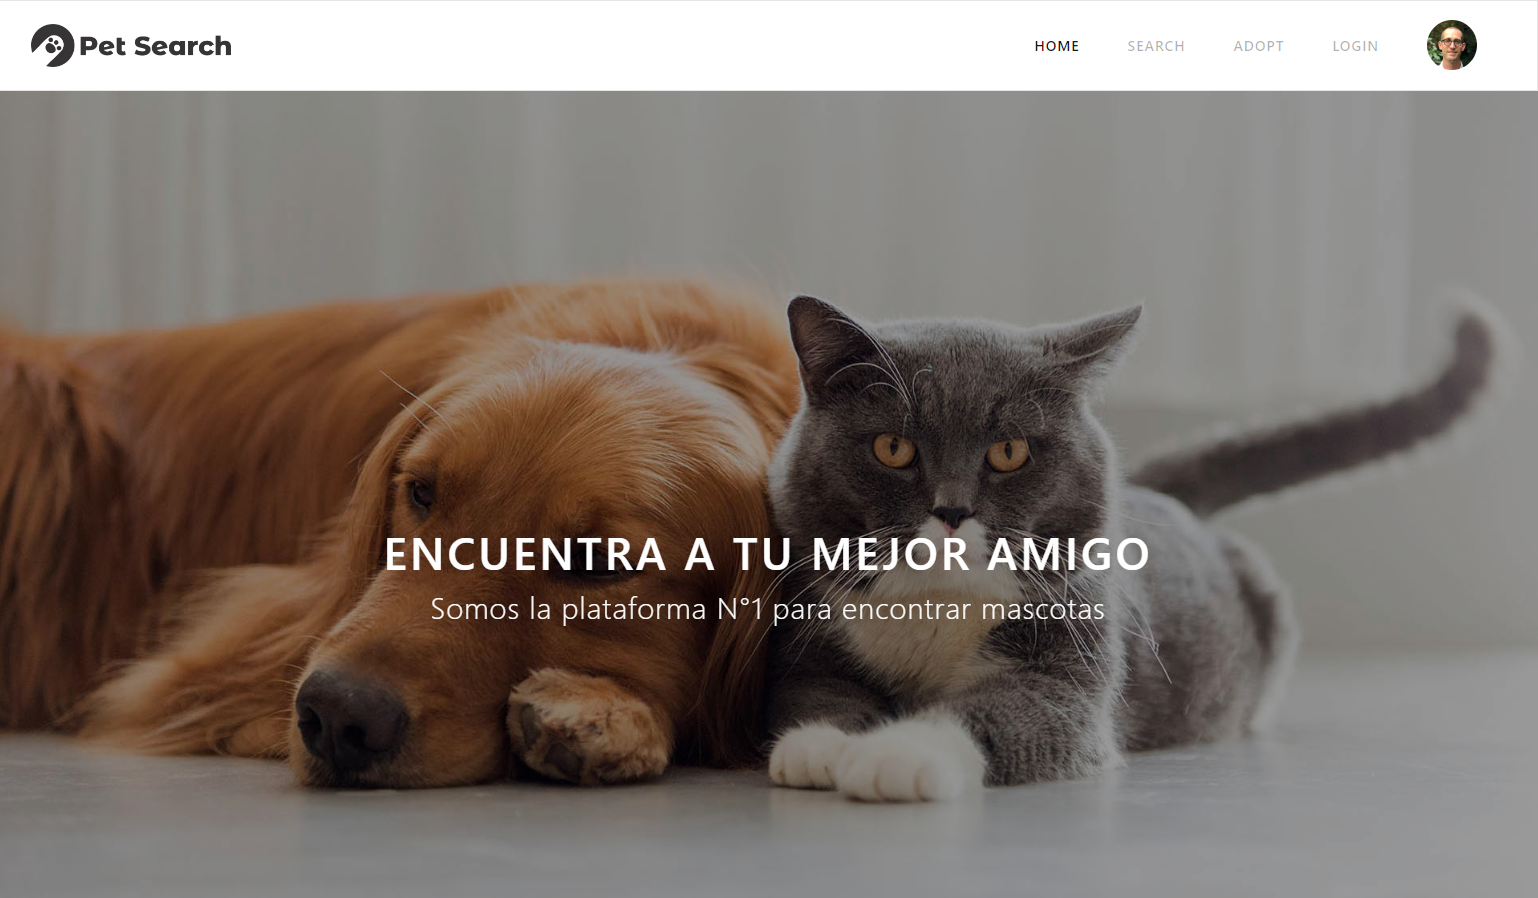 Pet Search
HOME SEARCH ADOPT LOGIN
ENCUENTRA A TU MEJOR AMIGO
Somos la plataforma N°1 para encontrar mascotas